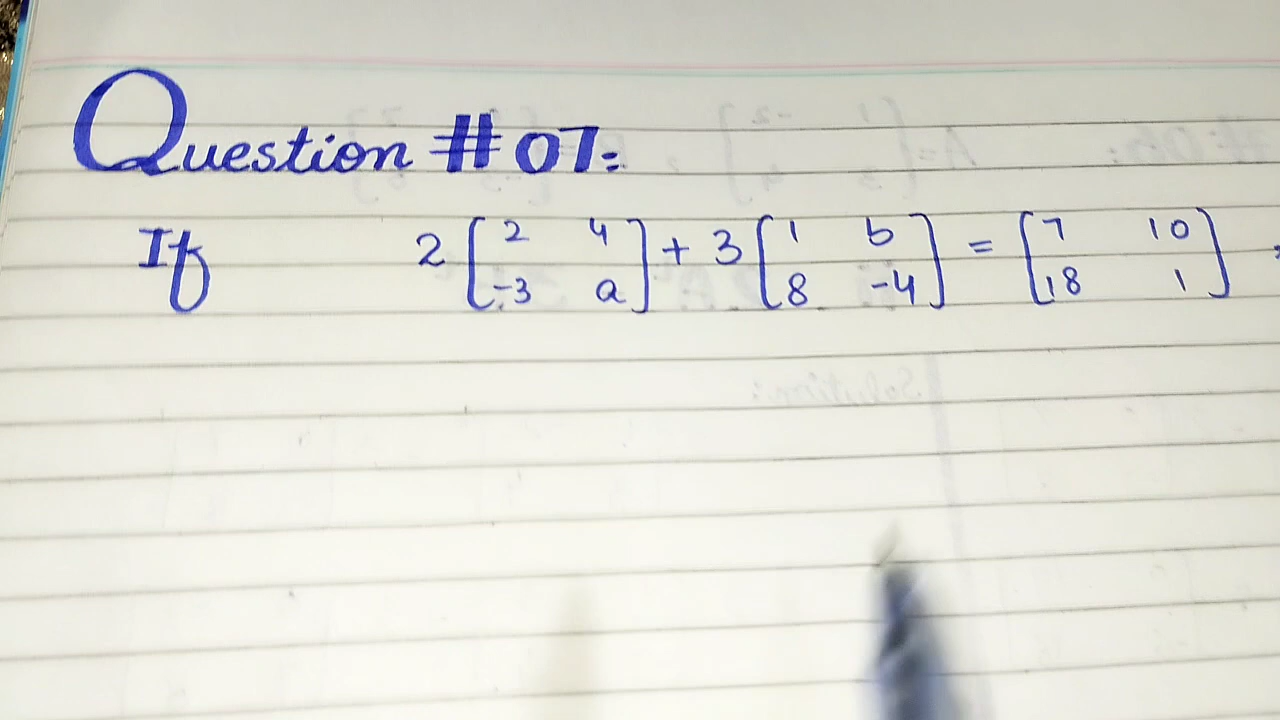 Question # 07:
If 2 [2 4] + 3 [1 b] = [7 10] ,
[-3 a] [8 -4] [18 1]